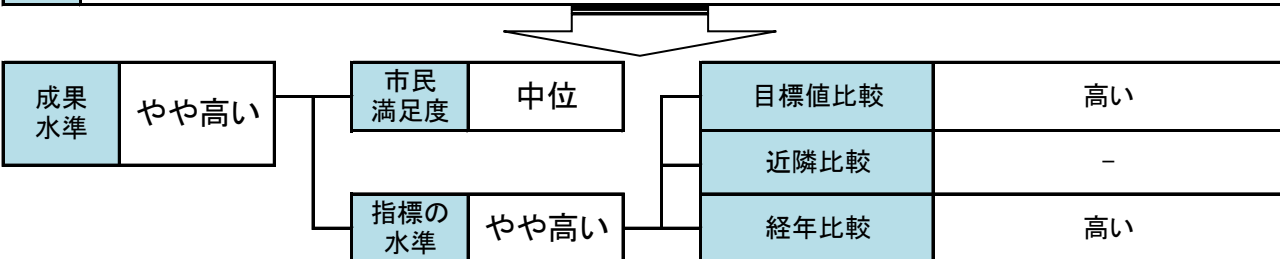 成果
水準
やや高い
市民
満足度
中位
指標の
水準
やや高い
目標値比較
高い
近隣比較
－
経年比較
高い